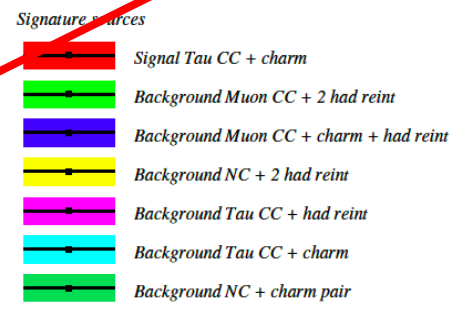 Signature sources
Signal Tau CC + charm
Background Muon CC + 2 had reint
Background Muon CC + charm + had reint
Background NC + 2 had reint
Background Tau CC + had reint
Background Tau CC + charm
Background NC + charm pair